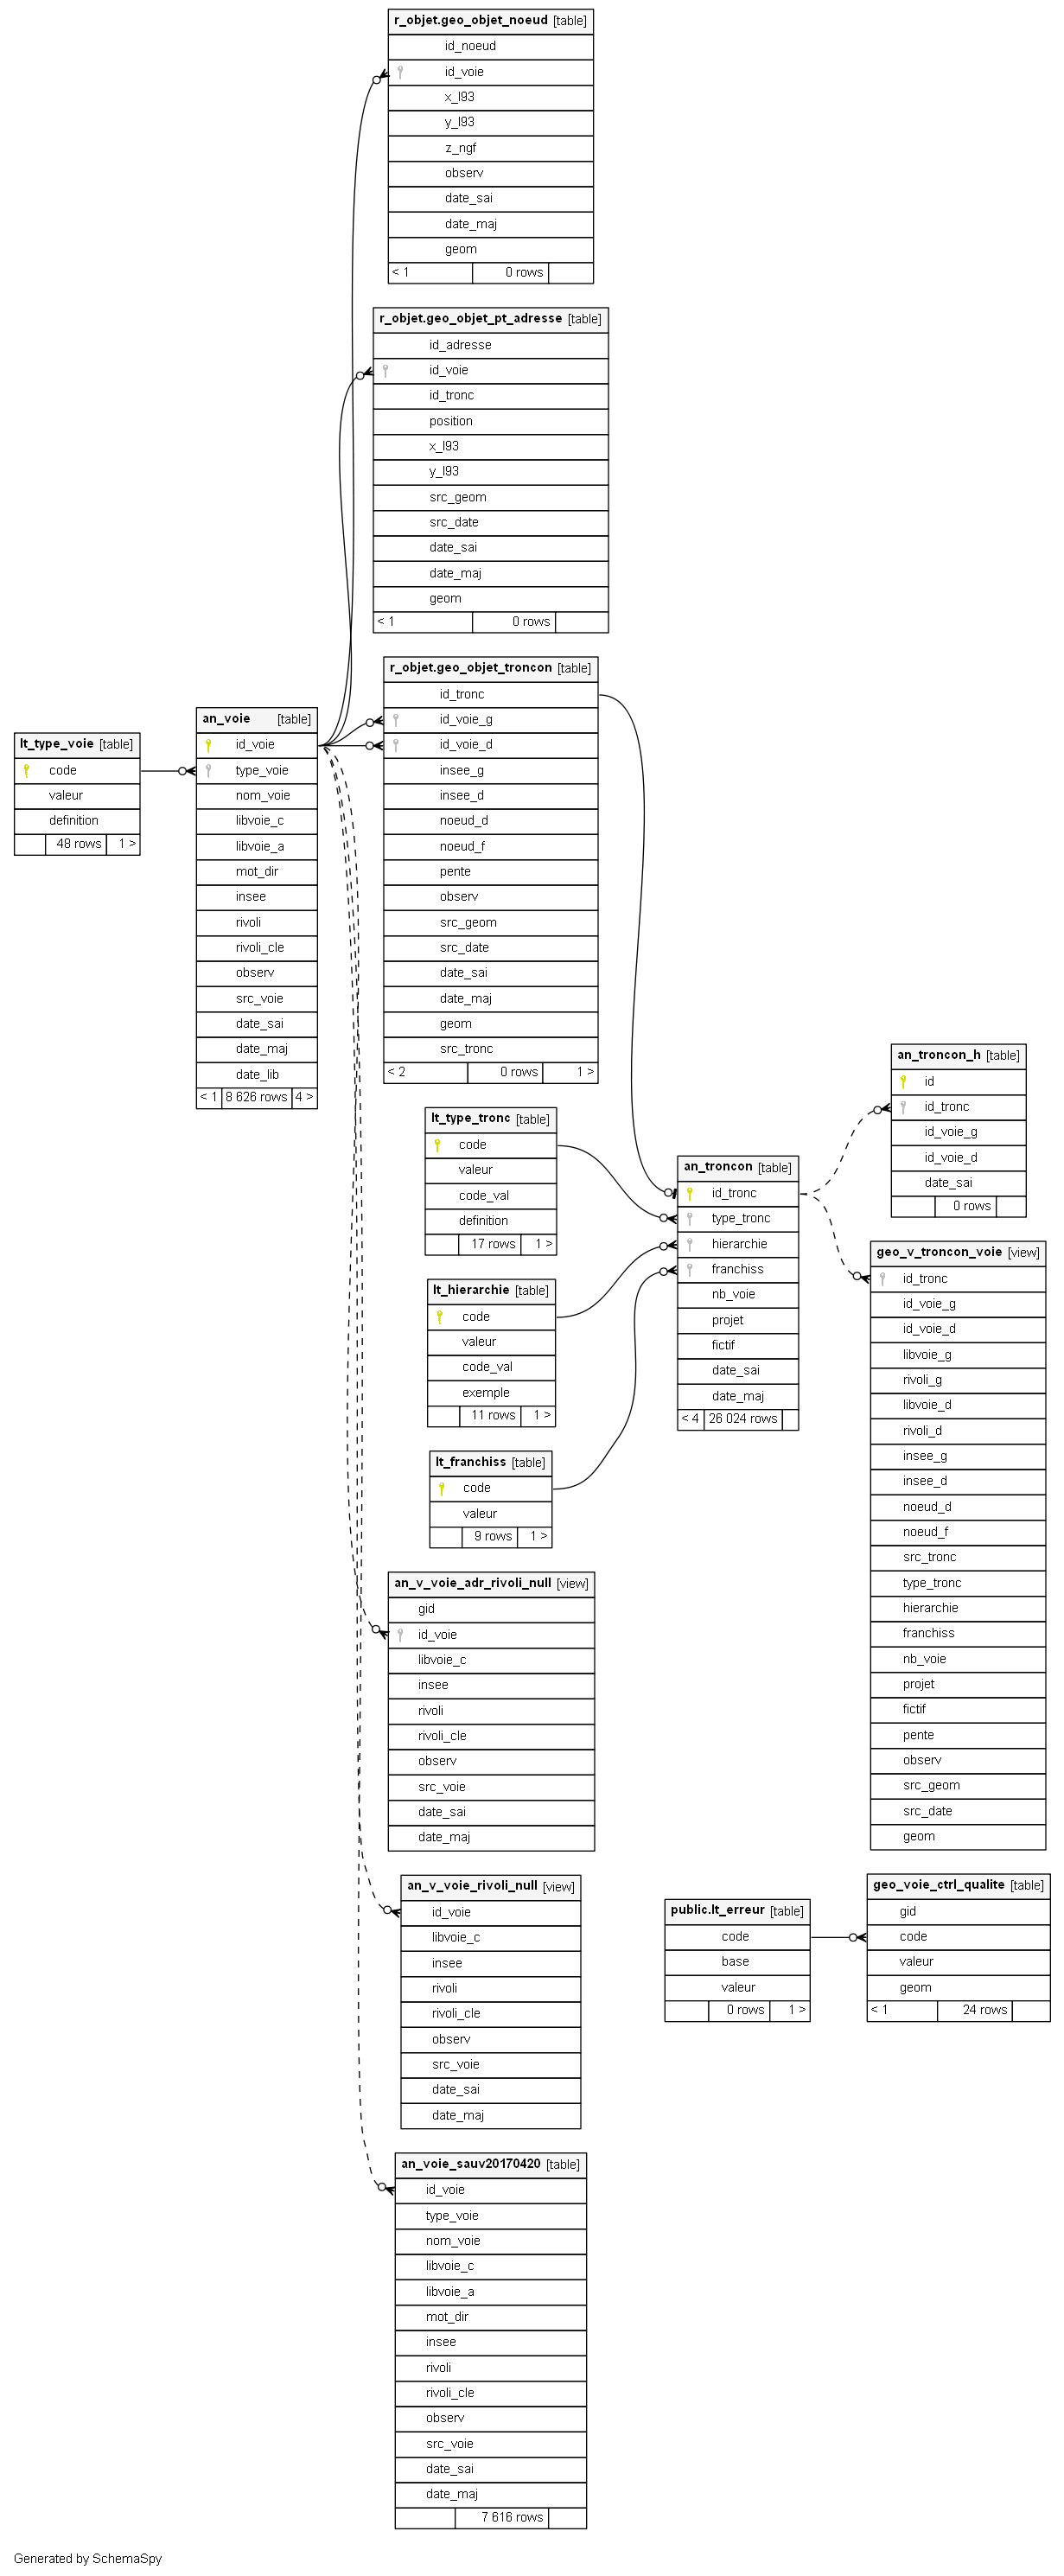 r_objet.geo_objet_noeud [table]
id_noeud
id_voie
x_l93
y_l93
z_ngf
observ
date_sai
date_maj
geom
< 1 0 rows
r_objet.geo_objet_pt_adresse [table]
id_adresse
id_voie
id_tronc
position
x_l93
y_l93
src_geom
src_date
date_sai
date_maj
geom
< 1 0 rows
r_objet.geo_objet_troncon [table]
id_tronc
id_voie_g
id_voie_d
insee_g
insee_d
noeud_d
noeud_f
pente
observ
src_geom
src_date
date_sai
date_maj
geom
src_tronc
< 2 0 rows 1 >
lt_type_voie [table]
code
valeur
definition
48 rows 1 >
an_voie [table]
id_voie
type_voie
nom_voie
libvoie_c
libvoie_a
mot_dir
insee
rivoli
rivoli_cle
observ
src_voie
date_sai
date_maj
date_lib
< 1 8 626 rows 4 >
lt_type_tronc [table]
code
valeur
code_val
definition
17 rows 1 >
lt_hierarchie [table]
code
valeur
code_val
exemple
11 rows 1 >
lt_franchiss [table]
code
valeur
9 rows 1 >
an_troncon [table]
id_tronc
type_tronc
hierarchie
franchiss
nb_voie
projet
fictif
date_sai
date_maj
< 4 26 024 rows
an_troncon_h [table]
id
id_tronc
id_voie_g
id_voie_d
date_sai
0 rows
geo_v_troncon_voie [view]
id_tronc
id_voie_g
id_voie_d
libvoie_g
rivoli_g
libvoie_d
rivoli_d
insee_g
insee_d
noeud_d
noeud_f
src_tronc
type_tronc
hierarchie
franchiss
nb_voie
projet
fictif
pente
observ
src_geom
src_date
geom
an_v_voie_adr_rivoli_null [view]
gid
id_voie
libvoie_c
insee
rivoli
rivoli_cle
observ
src_voie
date_sai
date_maj
an_v_voie_rivoli_null [view]
id_voie
libvoie_c
insee
rivoli
rivoli_cle
observ
src_voie
date_sai
date_maj
public.lt_erreur [table]
code
base
valeur
0 rows 1 >
geo_voie_ctrl_qualite [table]
gid
code
valeur
geom
< 1 24 rows
an_voie_sauv20170420 [table]
id_voie
type_voie
nom_voie
libvoie_c
libvoie_a
mot_dir
insee
rivoli
rivoli_cle
observ
src_voie
date_sai
date_maj
7 616 rows
Generated by SchemaSpy